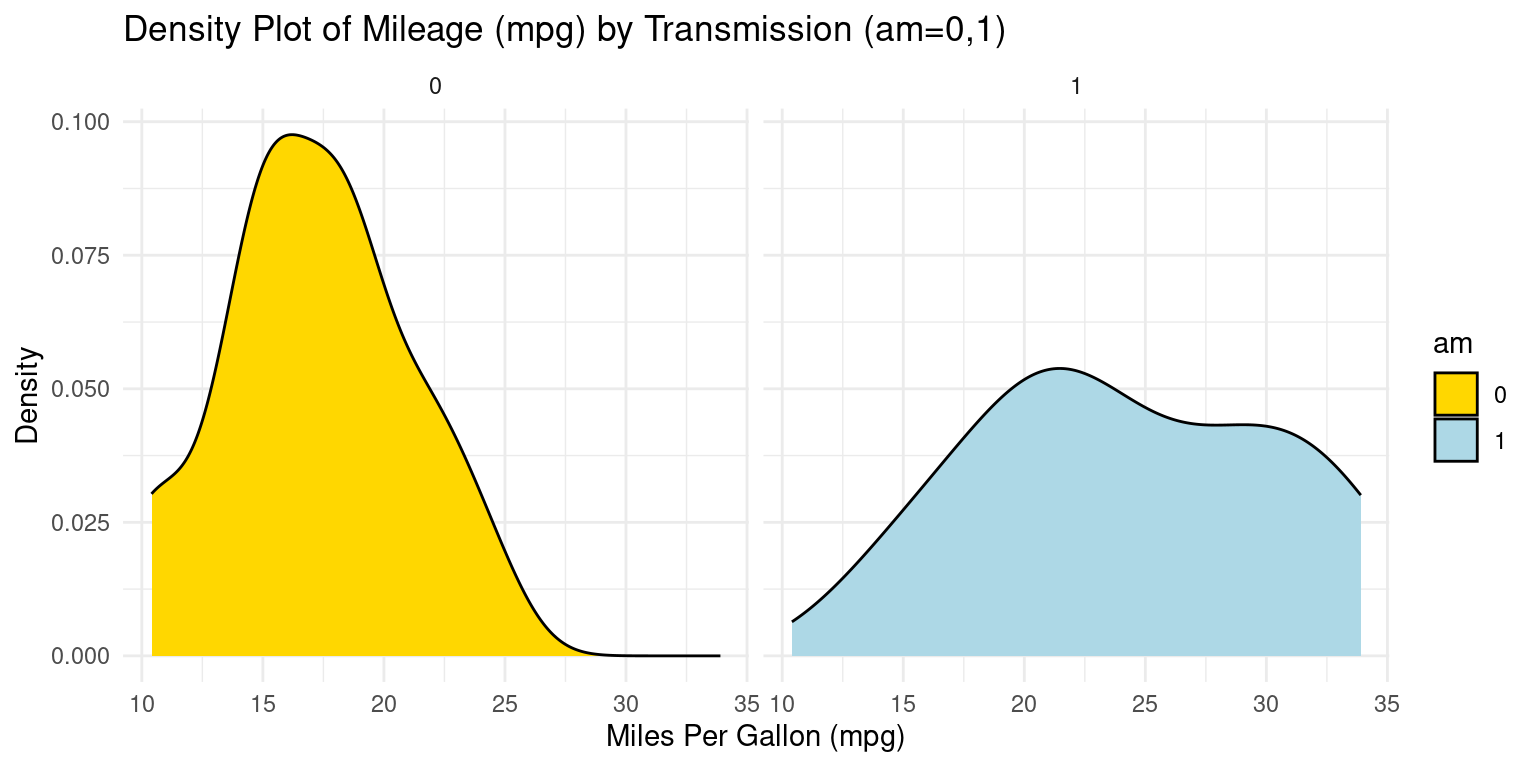 Density Plot of Mileage (mpg) by Transmission (am=0,1)
0 1
0.100
0.075
0.050
0.025
0.000
Density
10 15 20 25 30 35 10 15 20 25 30 35
Miles Per Gallon (mpg)
am
0
1